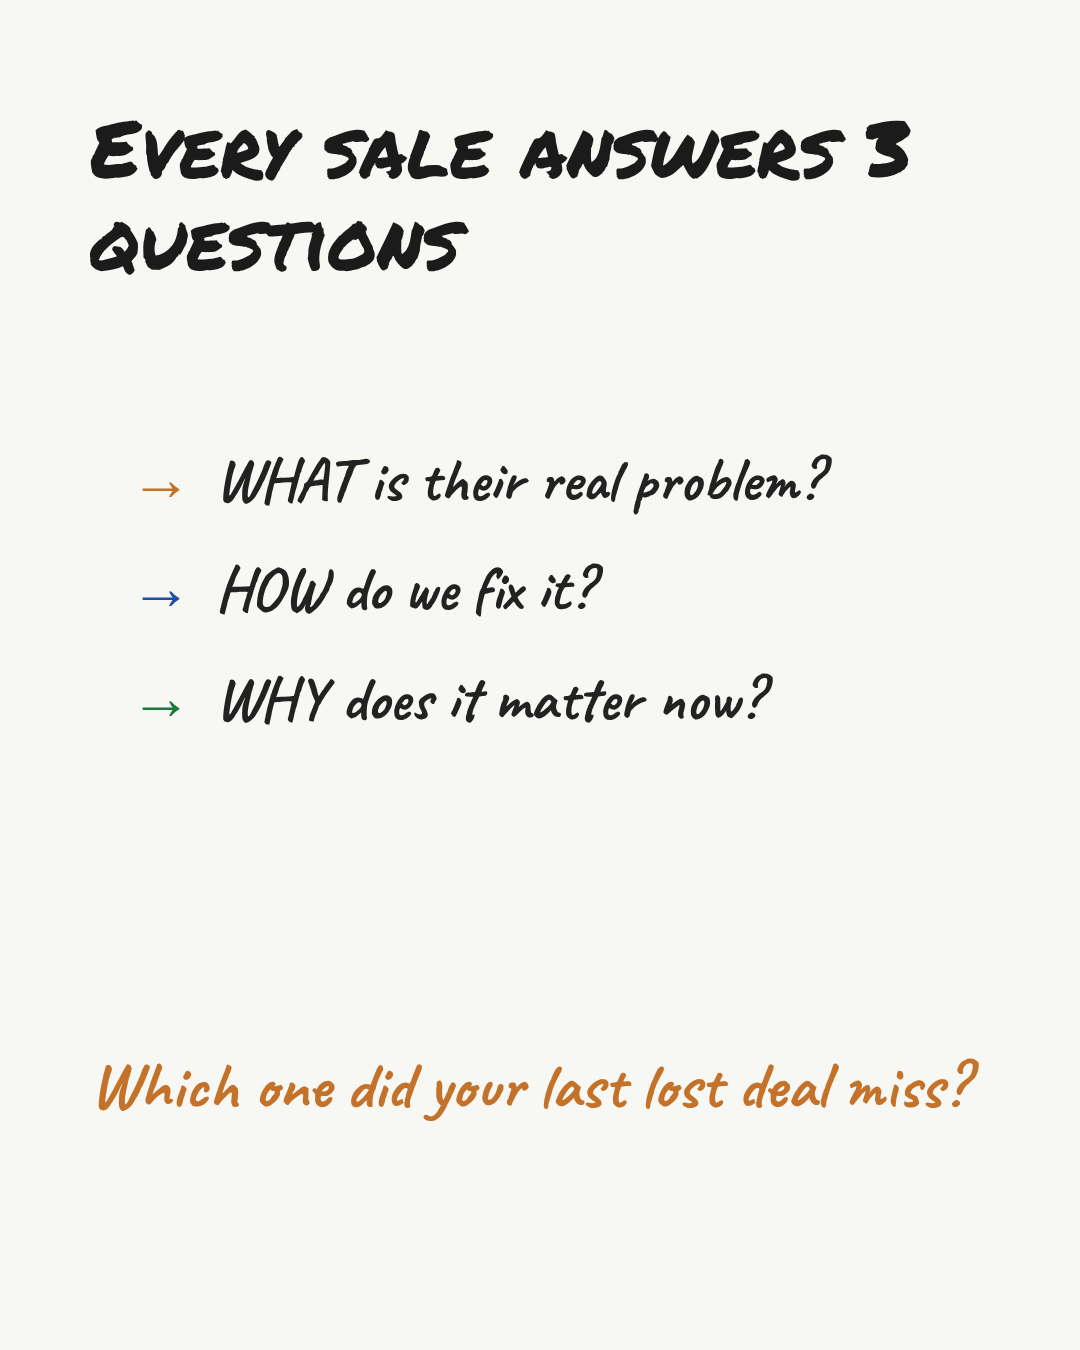 Every sale answers 3
questions
→ WHAT is their real problem?
→ HOW do we fix it?
→ WHY does it matter now?
Which one did your last lost deal miss?